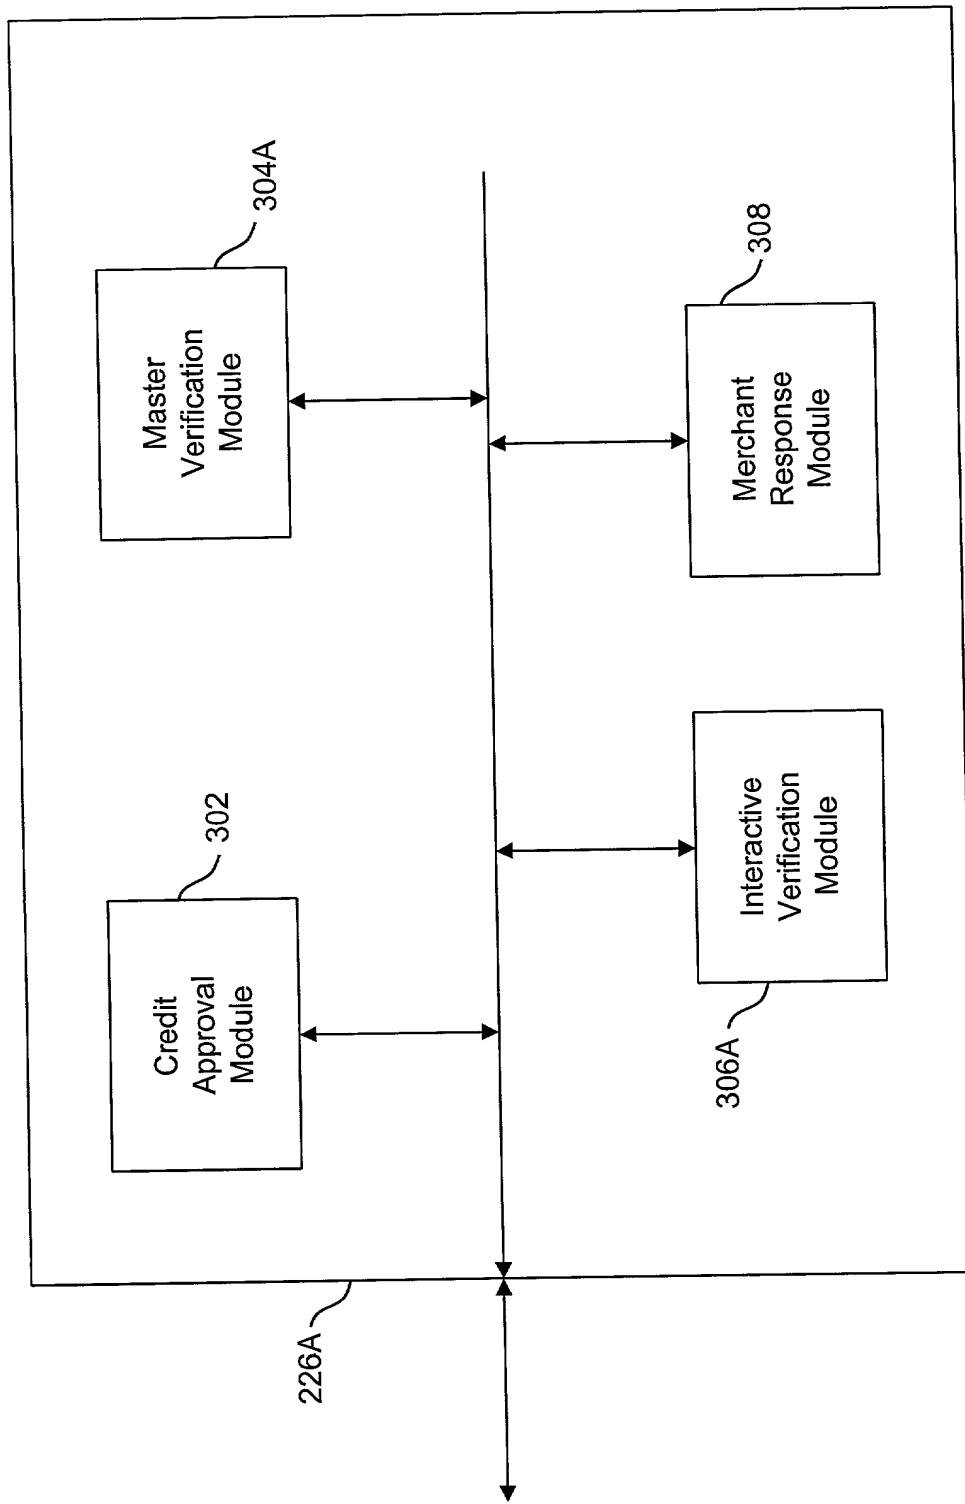 304A
Master
Verification
Module
308
Merchant
Response
Module
302
Credit
Approval
Module
Interactive
Verification
Module
306A
226A